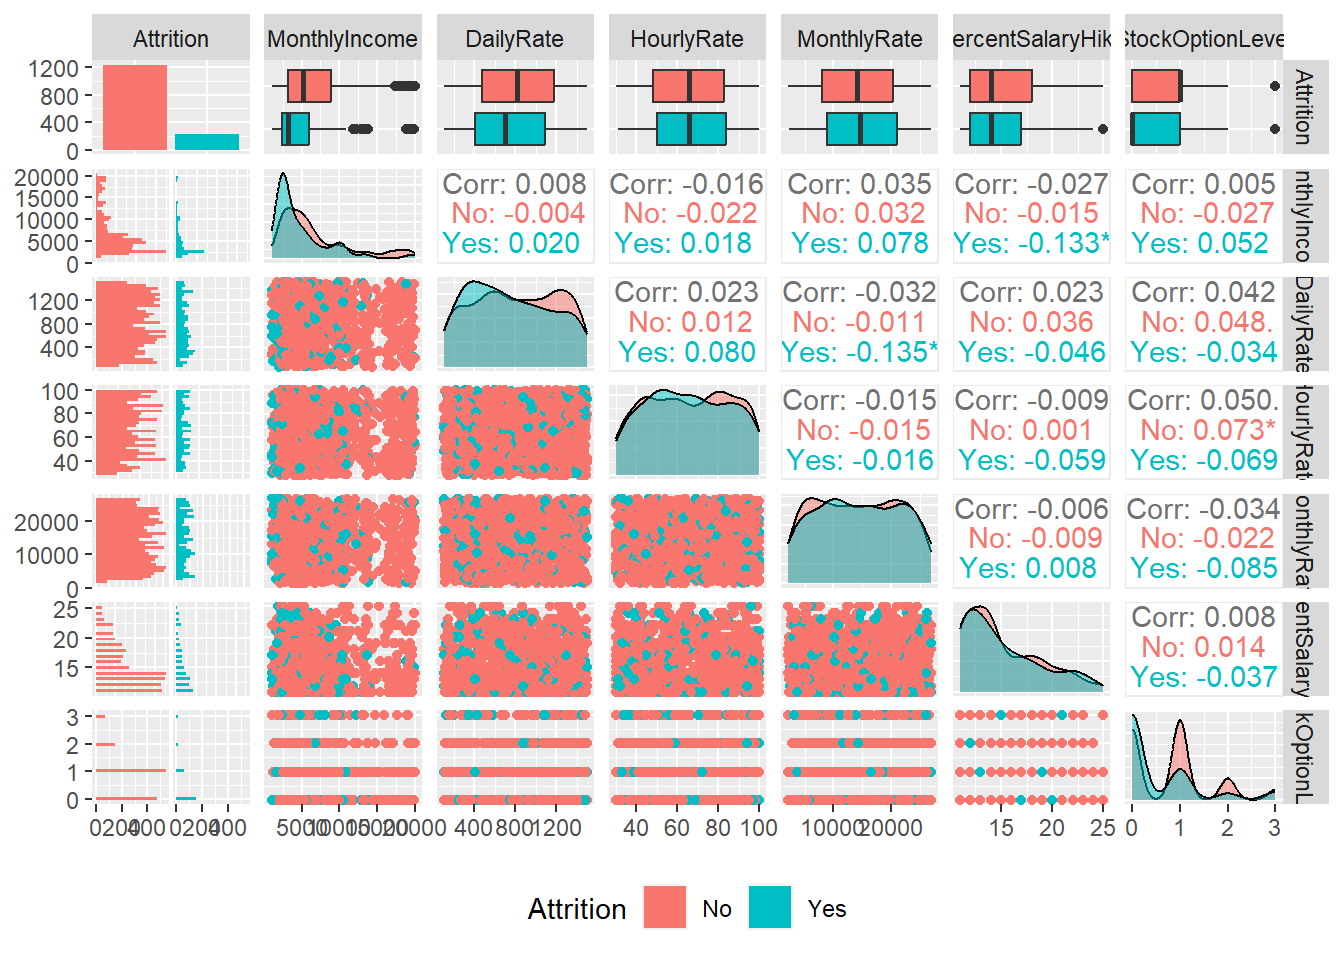 Attrition MonthlyIncome DailyRate HourlyRate MonthlyRate ercentSalaryHik StockOptionLeve
1200
800
400
0
Attrition
20000
15000
10000
5000
0
Corr: 0.008 Corr: -0.016 Corr: 0.035 Corr: -0.027 Corr: 0.005
No: -0.004 No: -0.022 No: 0.032 No: -0.015 No: -0.027
Yes: 0.020 Yes: 0.018 Yes: 0.078 Yes: -0.133* Yes: 0.052
nthlyInco
1200
800
400
Corr: 0.023 Corr: -0.032 Corr: 0.023 Corr: 0.042
No: 0.012 No: -0.011 No: 0.036 No: 0.048.
Yes: 0.080 Yes: -0.135* Yes: -0.046 Yes: -0.034
DailyRate
100
80
60
40
Corr: -0.015 Corr: -0.009 Corr: 0.050.
No: -0.015 No: 0.001 No: 0.073*
Yes: -0.016 Yes: -0.059 Yes: -0.069
HourlyRat
20000
10000
0
Corr: -0.006 Corr: -0.034
No: -0.009 No: -0.022
Yes: 0.008 Yes: -0.085
onthlyRa
25
20
15
Corr: 0.008
No: 0.014
Yes: -0.037
entSalary
3
2
1
0
kOptionL
5000 10000 15000 20000 400 800 1200 40 60 80 100 10000 20000 15 20 25 0 1 2 3
Attrition No Yes